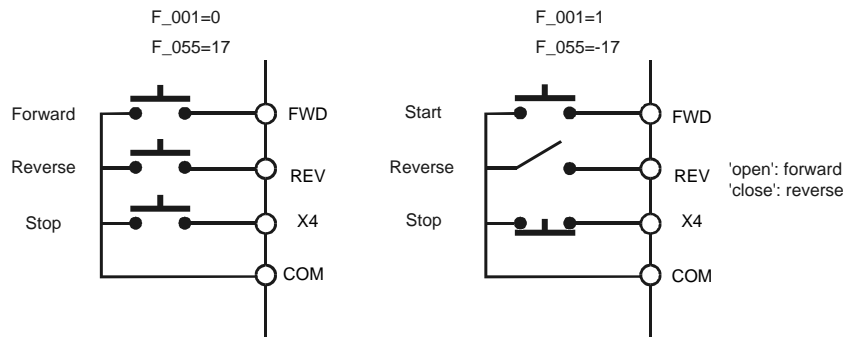 F_001=0
F_055=17
Forward
FWD
Reverse
REV
Stop
X4
COM
F_001=1
F_055=-17
Start
FWD
Reverse
REV
'open': forward
'close': reverse
Stop
X4
COM